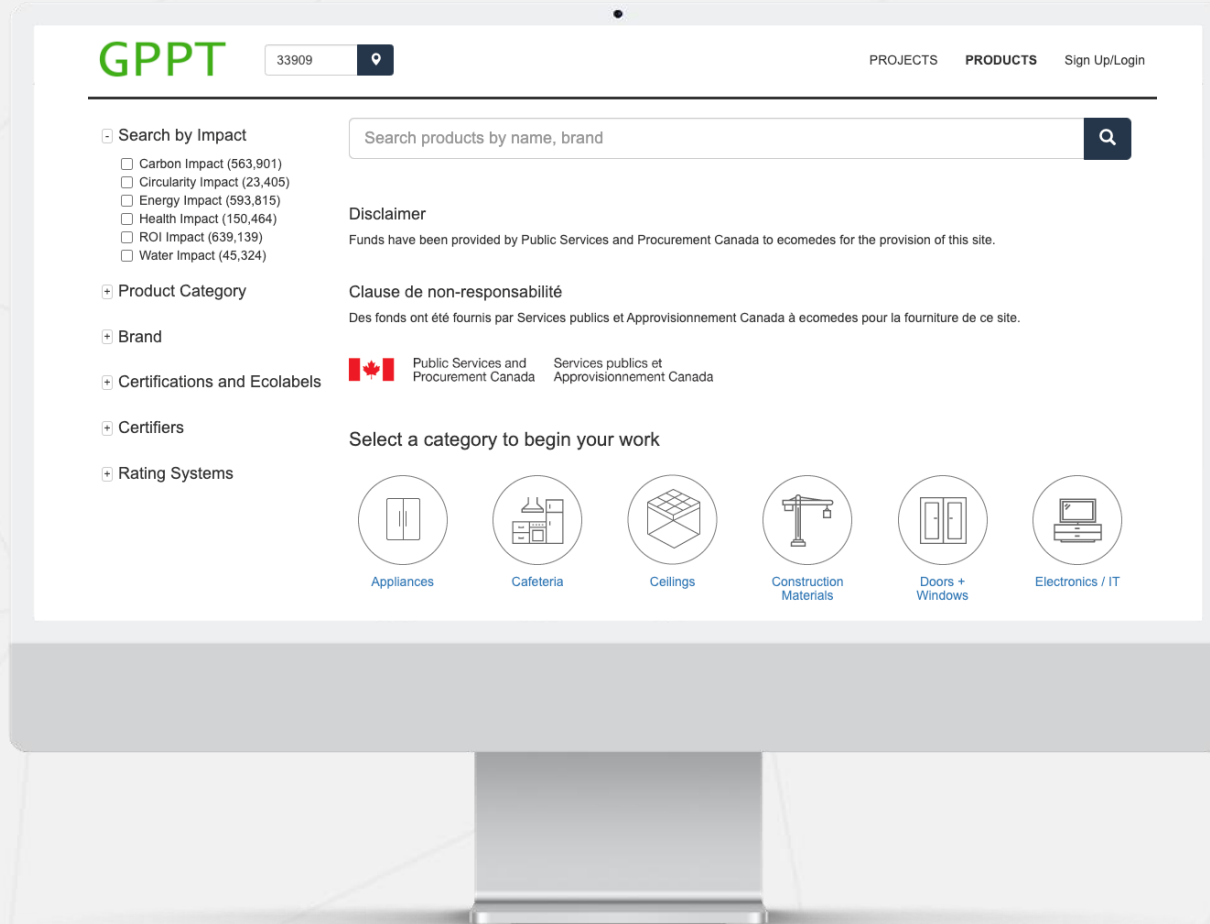 GPPT
33909
PROJECTS PRODUCTS Sign Up/Login
- Search by Impact
Carbon Impact (563,901)
Circularity Impact (23,405)
Energy Impact (593,815)
Health Impact (150,464)
ROI Impact (639,139)
Water Impact (45,324)
+ Product Category
+ Brand
+ Certifications and Ecolabels
+ Certifiers
+ Rating Systems
Search products by name, brand
Disclaimer
Funds have been provided by Public Services and Procurement Canada to ecomedes for the provision of this site.
Clause de non-responsabilité
Des fonds ont été fournis par Services publics et Approvisionnement Canada à ecomedes pour la fourniture de ce site.
Public Services and
Procurement Canada
Services publics et
Approvisionnement Canada
Select a category to begin your work
Appliances
Cafeteria
Ceilings
Construction
Materials
Doors +
Windows
Electronics / IT